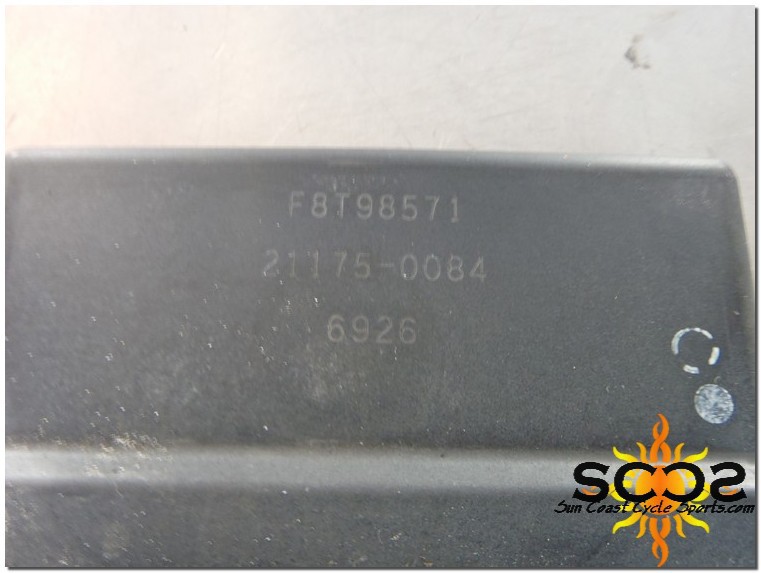 F8T98571
21175-0084
6926
SCCS
Sun Coast Cycle Sports.com